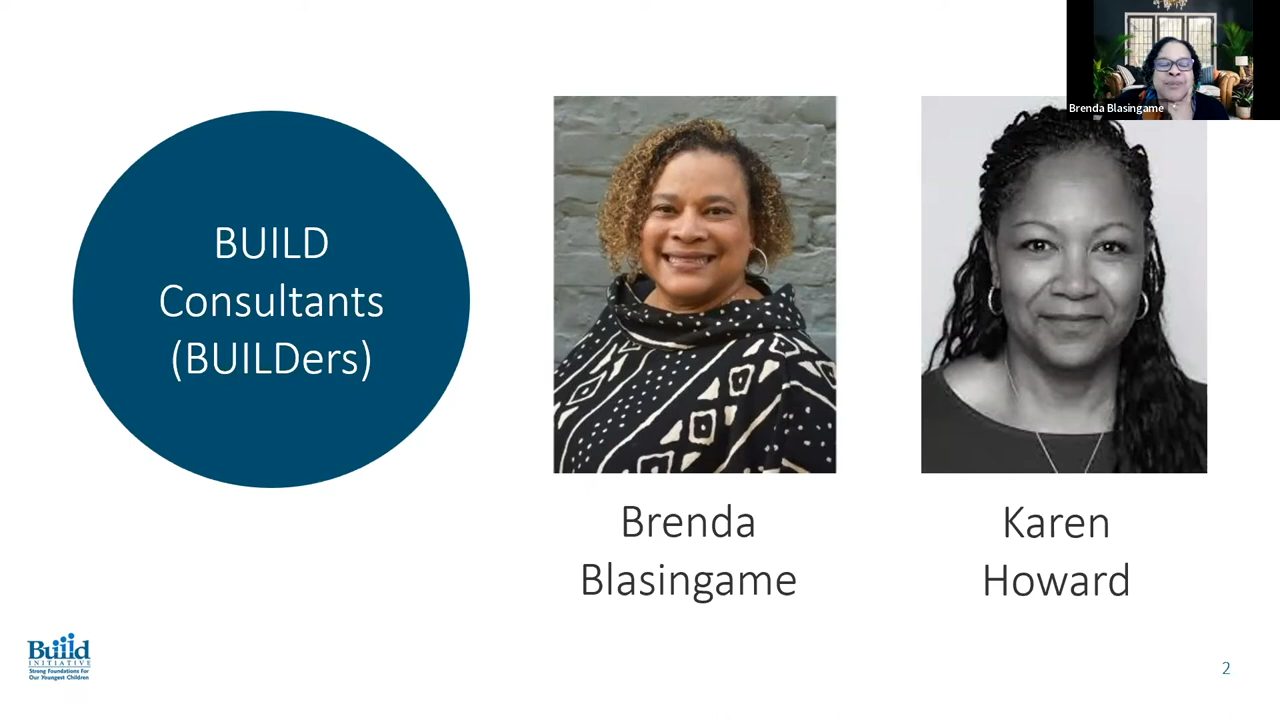 Brenda Blasingame
BUILD
Consultants
(BUILDers)
Brenda
Blasingame
Karen
Howard
Build
INITIATIVE
Strong Foundations For
Our Youngest Children
2